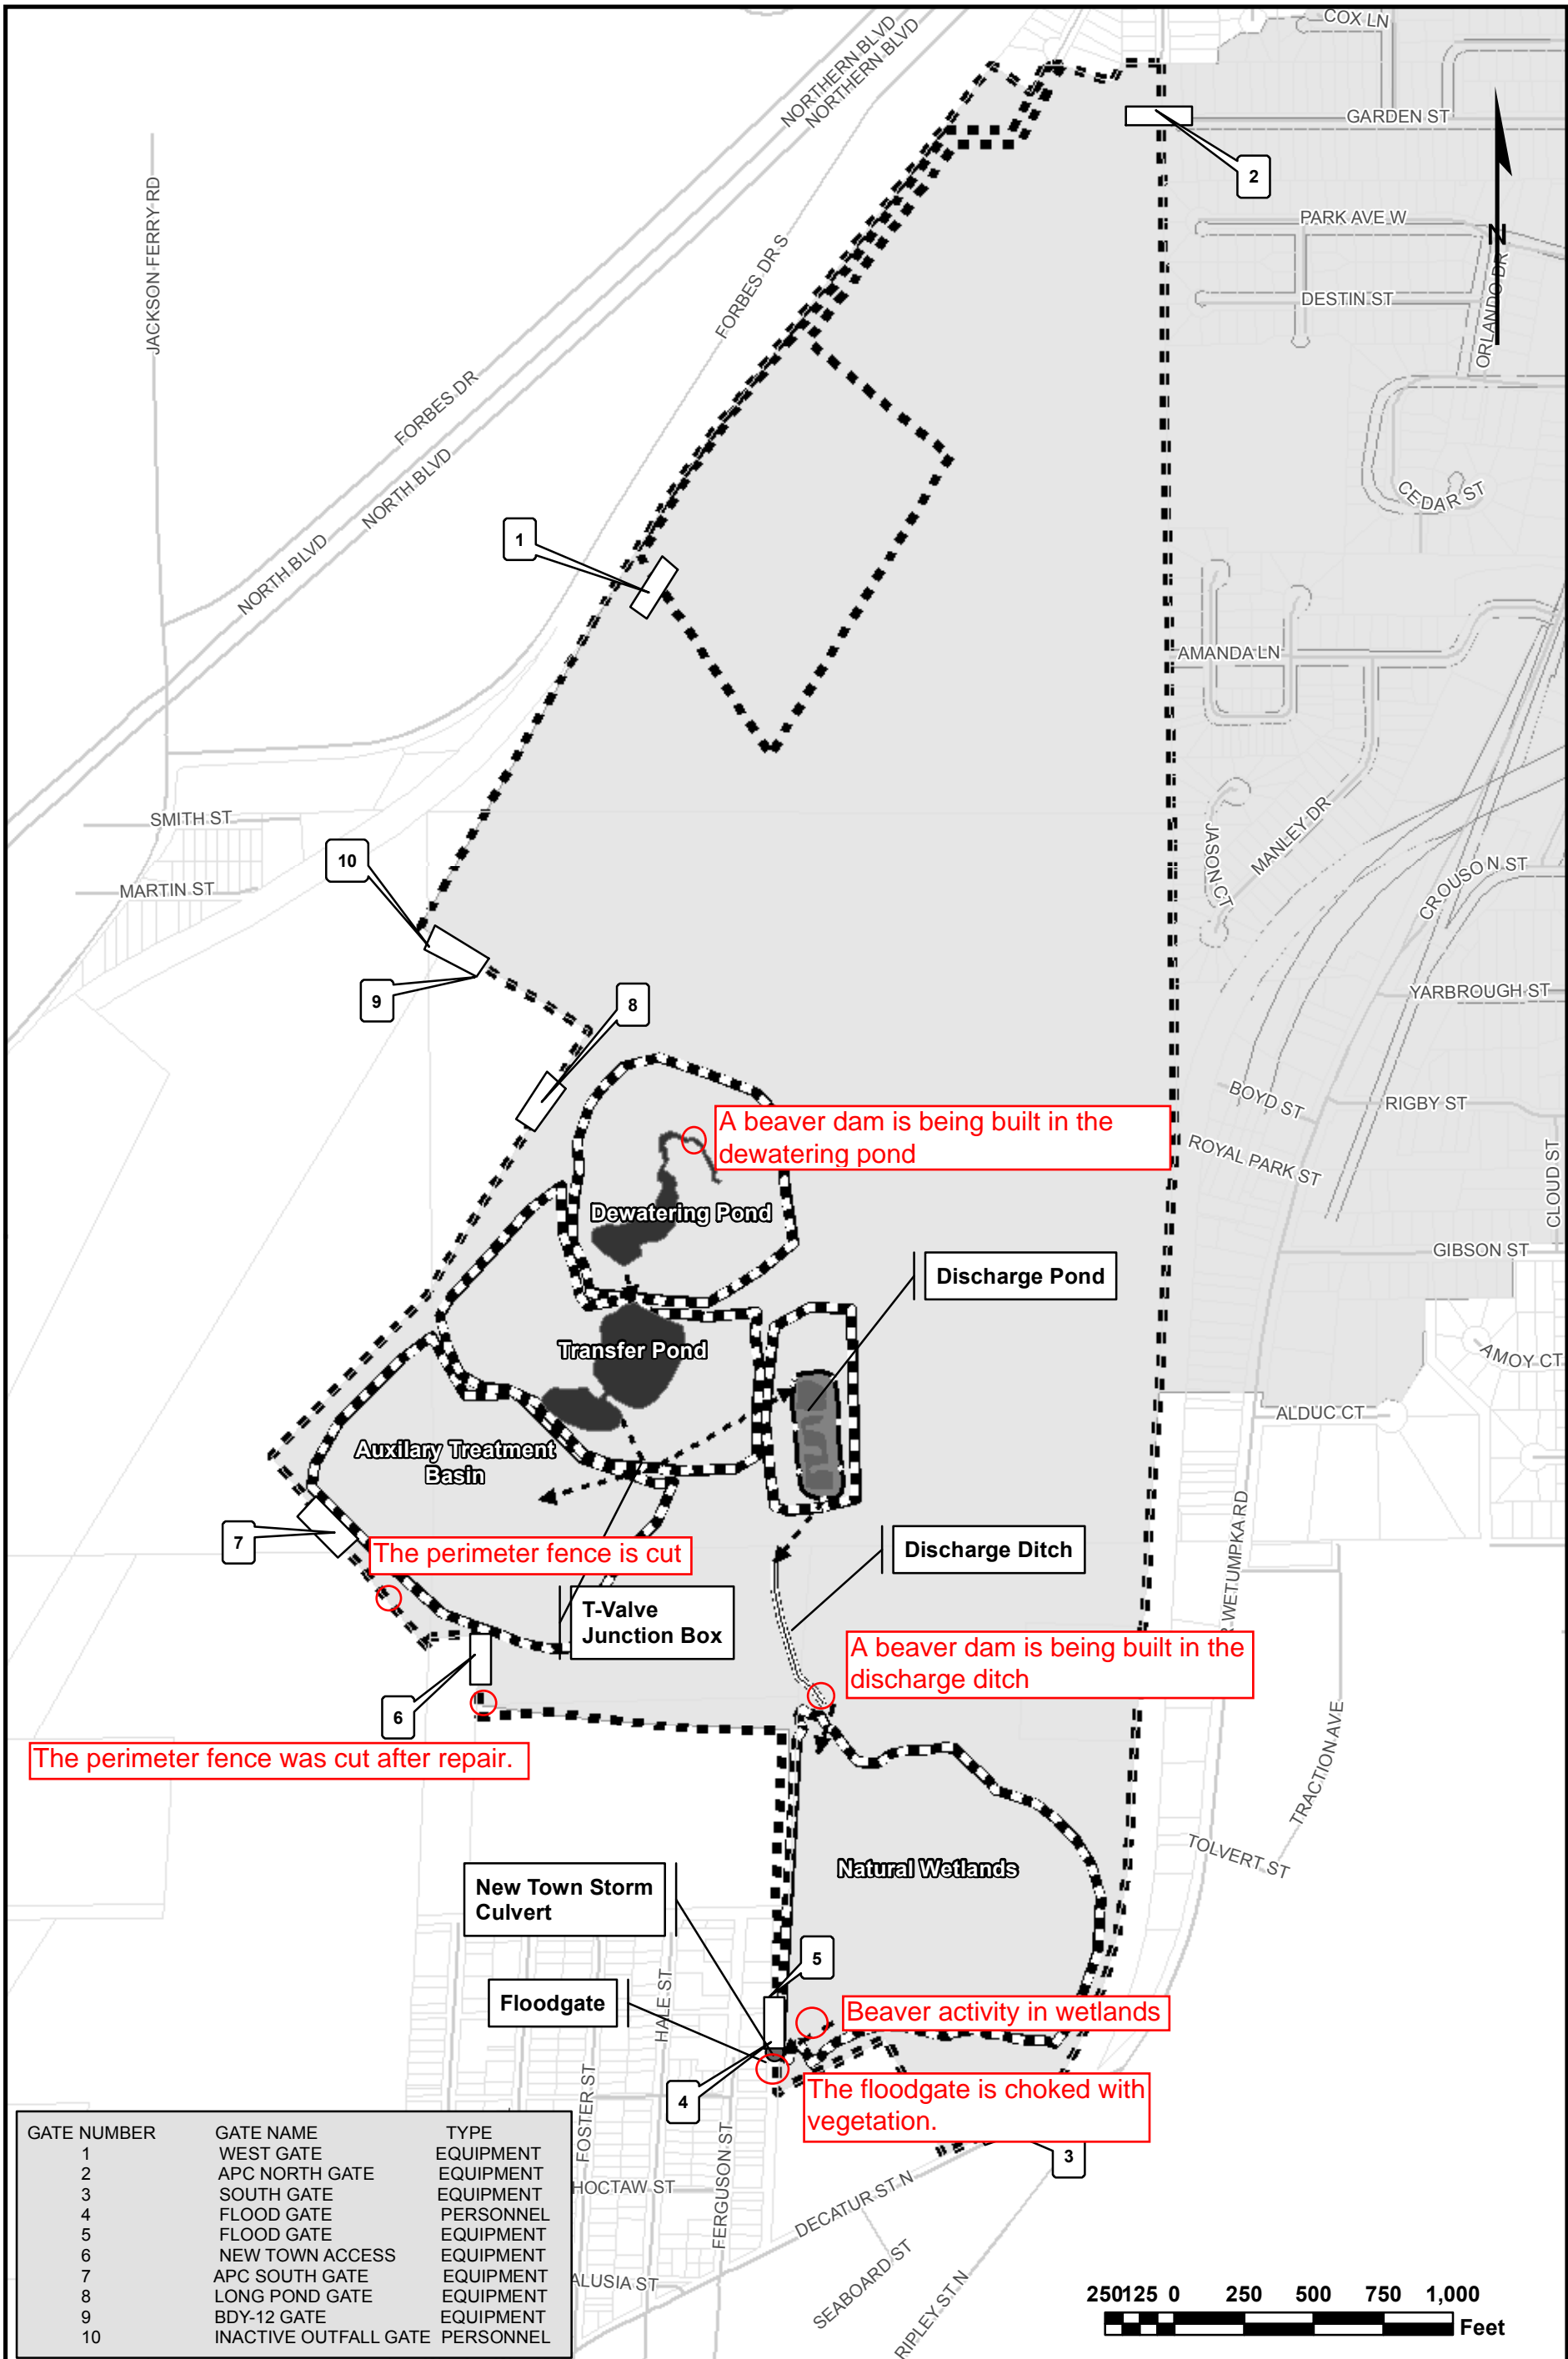 COX LN
NORTHERN BLVD
NORTHERN BLVD
GARDEN ST
2
JACKSON FERRY RD
PARK AVE W
N
FORBES DR S
DESTIN ST
ORLANDO DR
FORBES DR
NORTH BLVD
CEDAR ST
1
NORTH BLVD
AMANDA LN
SMITH ST
MANLEY DR
JASON CT
10
MARTIN ST
CROUSON ST
9
8
YARBROUGH ST
BOYD ST
RIGBY ST
A beaver dam is being built in the
dewatering pond
ROYAL PARK ST
CLOUD ST
Dewatering Pond
GIBSON ST
Discharge Pond
Transfer Pond
AMOY CT
ALDUC CT
Auxilary Treatment
Basin
7
The perimeter fence is cut
Discharge Ditch
WETUMPKA RD
T-Valve
Junction Box
A beaver dam is being built in the
discharge ditch
6
The perimeter fence was cut after repair.
TRACTION AVE
TOLVERT ST
Natural Wetlands
New Town Storm
Culvert
5
Floodgate
HALE ST
Beaver activity in wetlands
4
The floodgate is choked with
vegetation.
FOSTER ST
FERGUSON ST
3
HOCTAW ST
DECATUR ST N
SEABOARD ST
RIPLEY ST N
ALUSIA ST
GATE NUMBER GATE NAME TYPE
1 WEST GATE EQUIPMENT
2 APC NORTH GATE EQUIPMENT
3 SOUTH GATE EQUIPMENT
4 FLOOD GATE PERSONNEL
5 FLOOD GATE EQUIPMENT
6 NEW TOWN ACCESS EQUIPMENT
7 APC SOUTH GATE EQUIPMENT
8 LONG POND GATE EQUIPMENT
9 BDY-12 GATE EQUIPMENT
10 INACTIVE OUTFALL GATE PERSONNEL
250 125 0 250 500 750 1,000
Feet